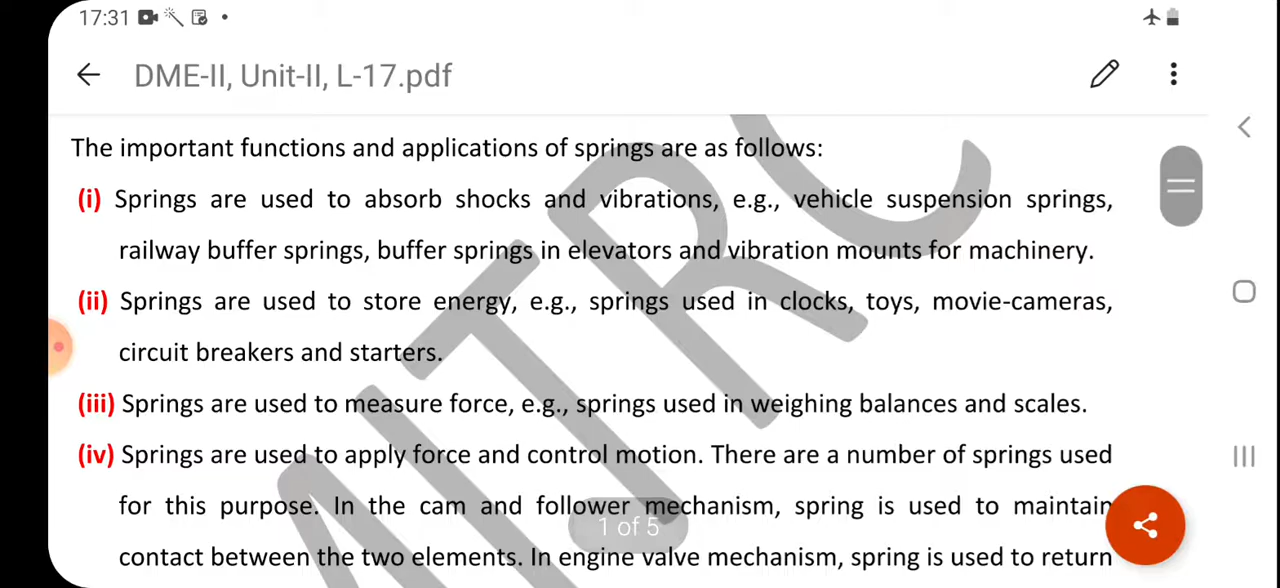 17:31
DME-II, Unit-II, L-17.pdf
The important functions and applications of springs are as follows:
(i) Springs are used to absorb shocks and vibrations, e.g., vehicle suspension springs,
railway buffer springs, buffer springs in elevators and vibration mounts for machinery.
(ii) Springs are used to store energy, e.g., springs used in clocks, toys, movie-cameras,
circuit breakers and starters.
(iii) Springs are used to measure force, e.g., springs used in weighing balances and scales.
(iv) Springs are used to apply force and control motion. There are a number of springs used
for this purpose. In the cam and follower mechanism, spring is used to maintain
1 of 5
contact between the two elements. In engine valve mechanism, spring is used to return